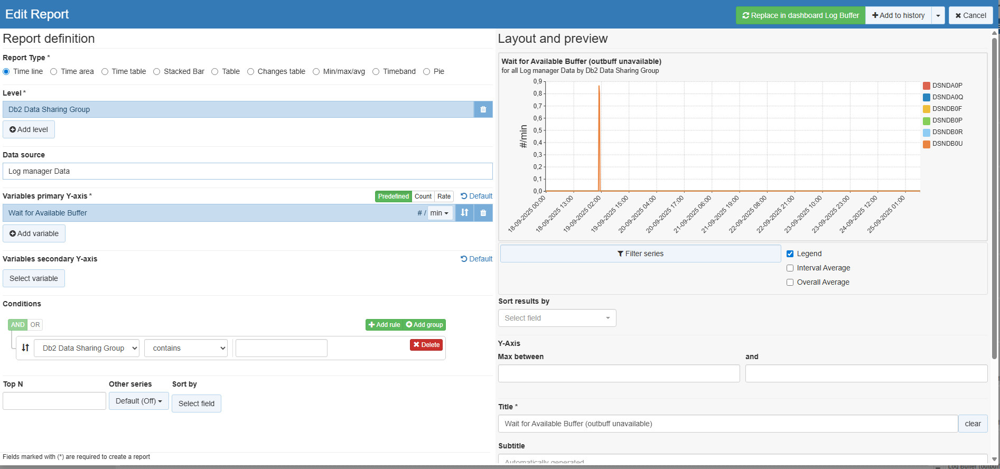 Edit Report
Replace in dashboard Log Buffer
Add to history
Cancel
Report definition
Report Type *
Time line
Time area
Time table
Stacked Bar
Table
Changes table
Min/max/avg
Timeband
Pie
Level *
Db2 Data Sharing Group
Add level
Data source
Log manager Data
Variables primary Y-axis *
Predefined
Count
Rate
Default
Wait for Available Buffer
# / min
Add variable
Variables secondary Y-axis
Default
Select variable
Conditions
AND
OR
Add rule
Add group
Db2 Data Sharing Group
contains
Delete
Top N
Other series
Sort by
Default (Off)
Select field
Fields marked with (*) are required to create a report
Layout and preview
Wait for Available Buffer (outbuff unavailable)
for all Log manager Data by Db2 Data Sharing Group
#/min
0,9
0,8
0,7
0,6
0,5
0,4
0,3
0,2
0,1
0,0
18-09-2025 00:00
18-09-2025 13:00
19-09-2025 02:00
19-09-2025 15:00
20-09-2025 04:00
20-09-2025 17:00
21-09-2025 06:00
21-09-2025 19:00
22-09-2025 08:00
22-09-2025 21:00
23-09-2025 10:00
23-09-2025 23:00
24-09-2025 12:00
25-09-2025 01:00
DSNDA0P
DSNDA0Q
DSNDB0F
DSNDB0P
DSNDB0R
DSNDB0U
Filter series
Legend
Interval Average
Overall Average
Sort results by
Select field
Y-Axis
Max between
and
Title *
Wait for Available Buffer (outbuff unavailable)
clear
Subtitle
Automatically generated
Log Buffer (outbuff